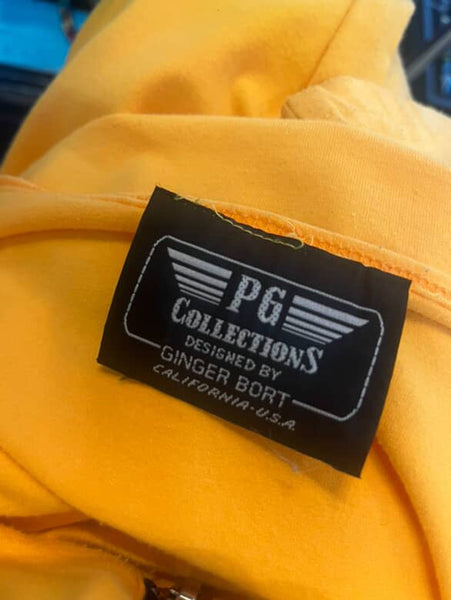 PG
COLLECTIONS
DESIGNED BY
GINGER BORT
CALIFORNIA-U.S.A